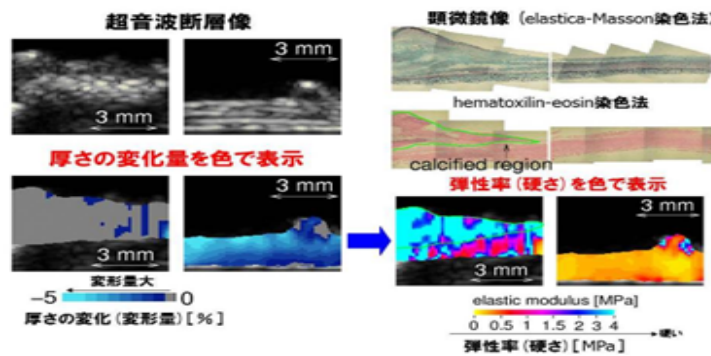 超音波断層像
3 mm
3 mm
厚さの変化量を色で表示
3 mm
3 mm
変形量大
-5 0
厚さの変化(変形量)[%]
顕微鏡像 (elastica-Masson染色法)
hematoxilin-eosin染色法
calcified region
弾性率(硬さ)を色で表示
3 mm
3 mm
elastic modulus [MPa]
0 0.5 1 1.5 2 3 4
硬い
弾性率(硬さ)[MPa]